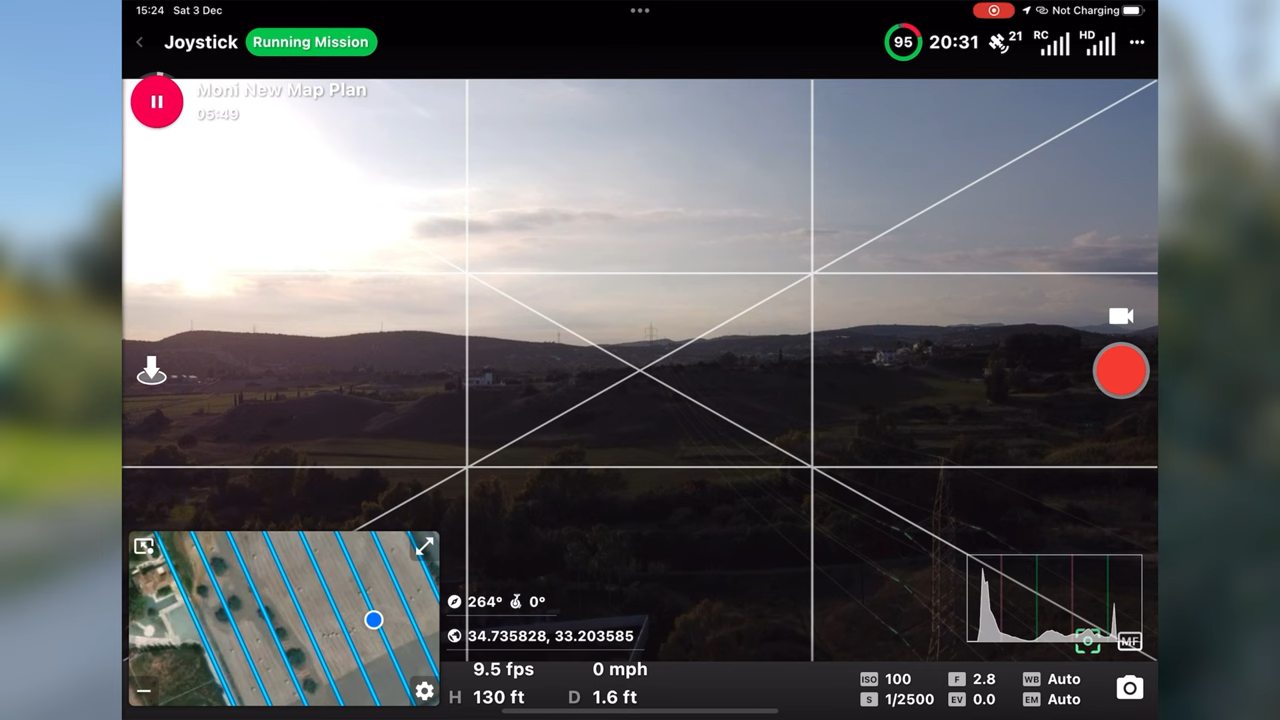 15:24 Sat 3 Dec
Not Charging
Joystick Running Mission
95 20:31 21 RC HD
Moni New Map Plan
05:49
264° 0°
34.735828, 33.203585
9.5 fps 0 mph
H 130 ft D 1.6 ft
MF
ISO 100 F 2.8 WB Auto
S 1/2500 EV 0.0 EM Auto